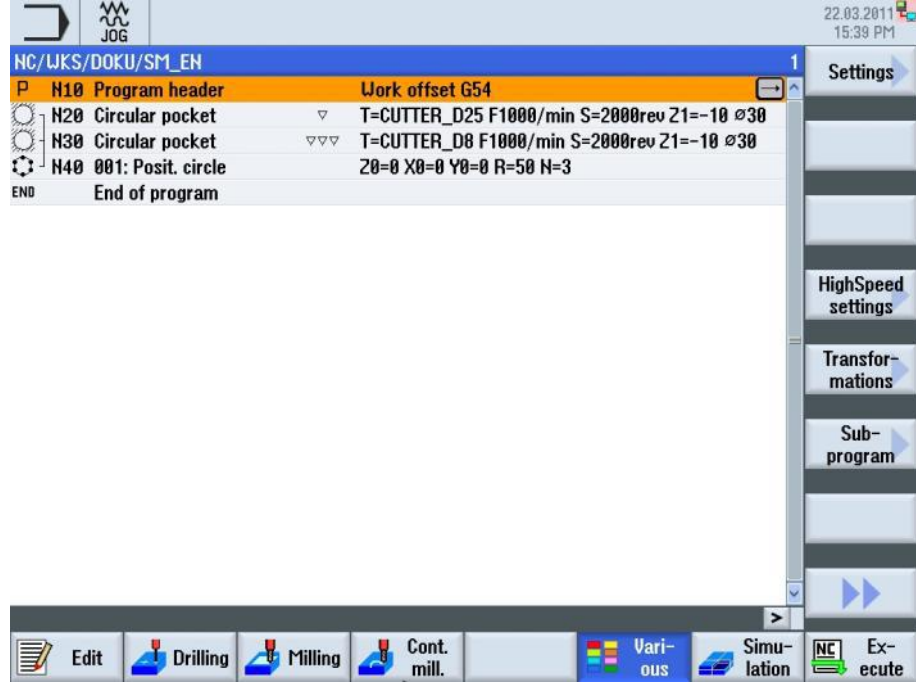 JOG
22.03.2011
15:39 PM
NC/WKS/DOKU/SM_EN 1
P N10 Program header Work offset G54
N20 Circular pocket ▽ T=CUTTER_D25 F1000/min S=2000rev Z1=-10 ⌀30
N30 Circular pocket ▽▽▽ T=CUTTER_D8 F1000/min S=2000rev Z1=-10 ⌀30
N40 001: Posit. circle Z0=0 X0=0 Y0=0 R=50 N=3
END End of program
Settings
HighSpeed
settings
Transfor-
mations
Sub-
program
>
Edit
Drilling
Milling
Cont.
mill.
Vari-
ous
Simu-
lation
NC
Ex-
ecute